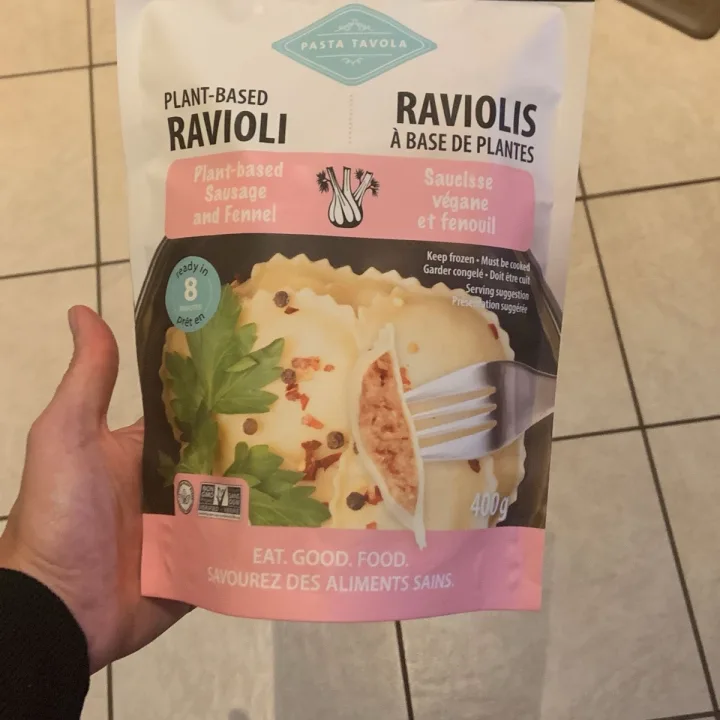 PASTA TAVOLA
PLANT-BASED
RAVIOLI
RAVIOLIS
À BASE DE PLANTES
Plant-based
Sausage
and Fennel
Saucisse
végane
et fenouil
Keep frozen • Must be cooked
Garder congelé • Doit être cuit
Serving suggestion
Présentation suggérée
ready in
8
prêt en
400g
EAT. GOOD. FOOD.
SAVOUREZ DES ALIMENTS SAINS.